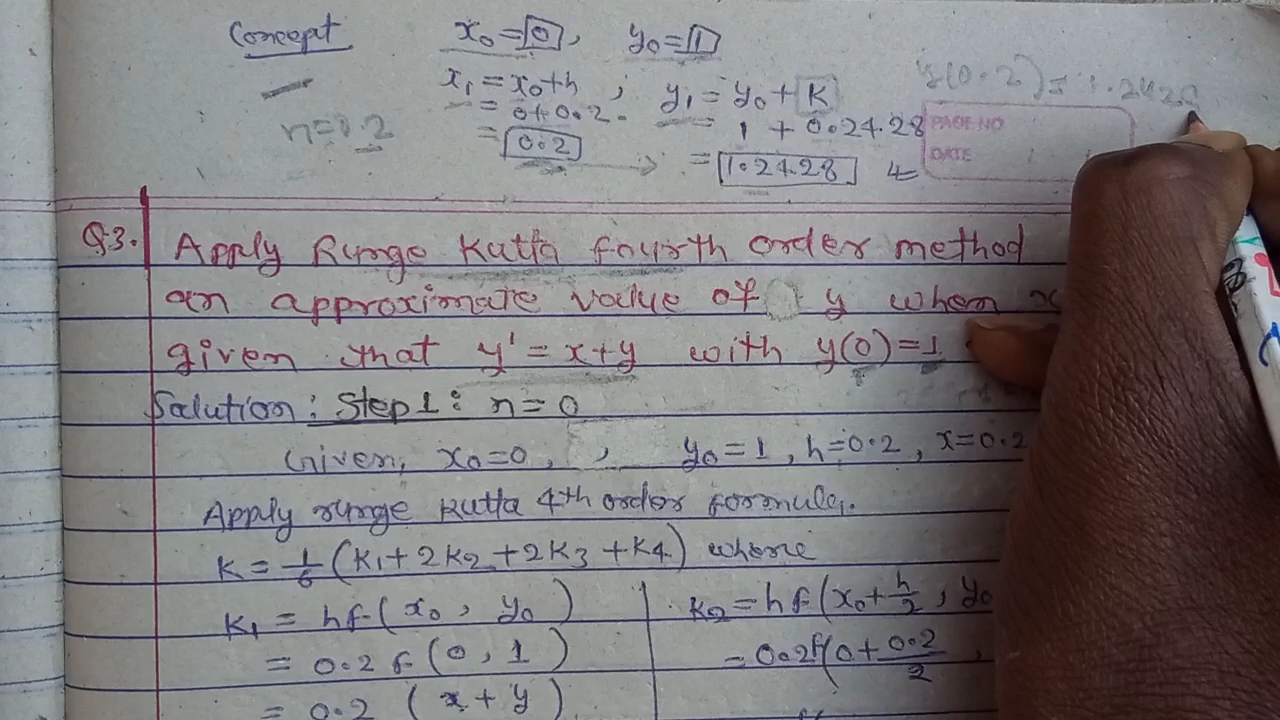 Concept x₀=0, y₀=1
x₁=x₀+h ; y₁=y₀+K
= 0+0.2. = 1 + 0.2428
= 0.2 = 1.2428
y(0.2)= 1.2428
PAGE NO
DATE
Q.3. Apply Runge Kutta fourth order method
an approximate value of y when x
given that y'=x+y with y(0)=1
Solution: Step 1: n=0
Given, x₀=0, , y₀=1, h=0.2, x=0.2
Apply runge kutta 4th order formula.
K=1/6(K₁+2K₂+2K₃+K₄) where
K₁=hf(x₀, y₀) K₂=hf(x₀+h/2, y₀
= 0.2 f(0, 1) =0.2f(0+0.2/2,
= 0.2 (x+y)